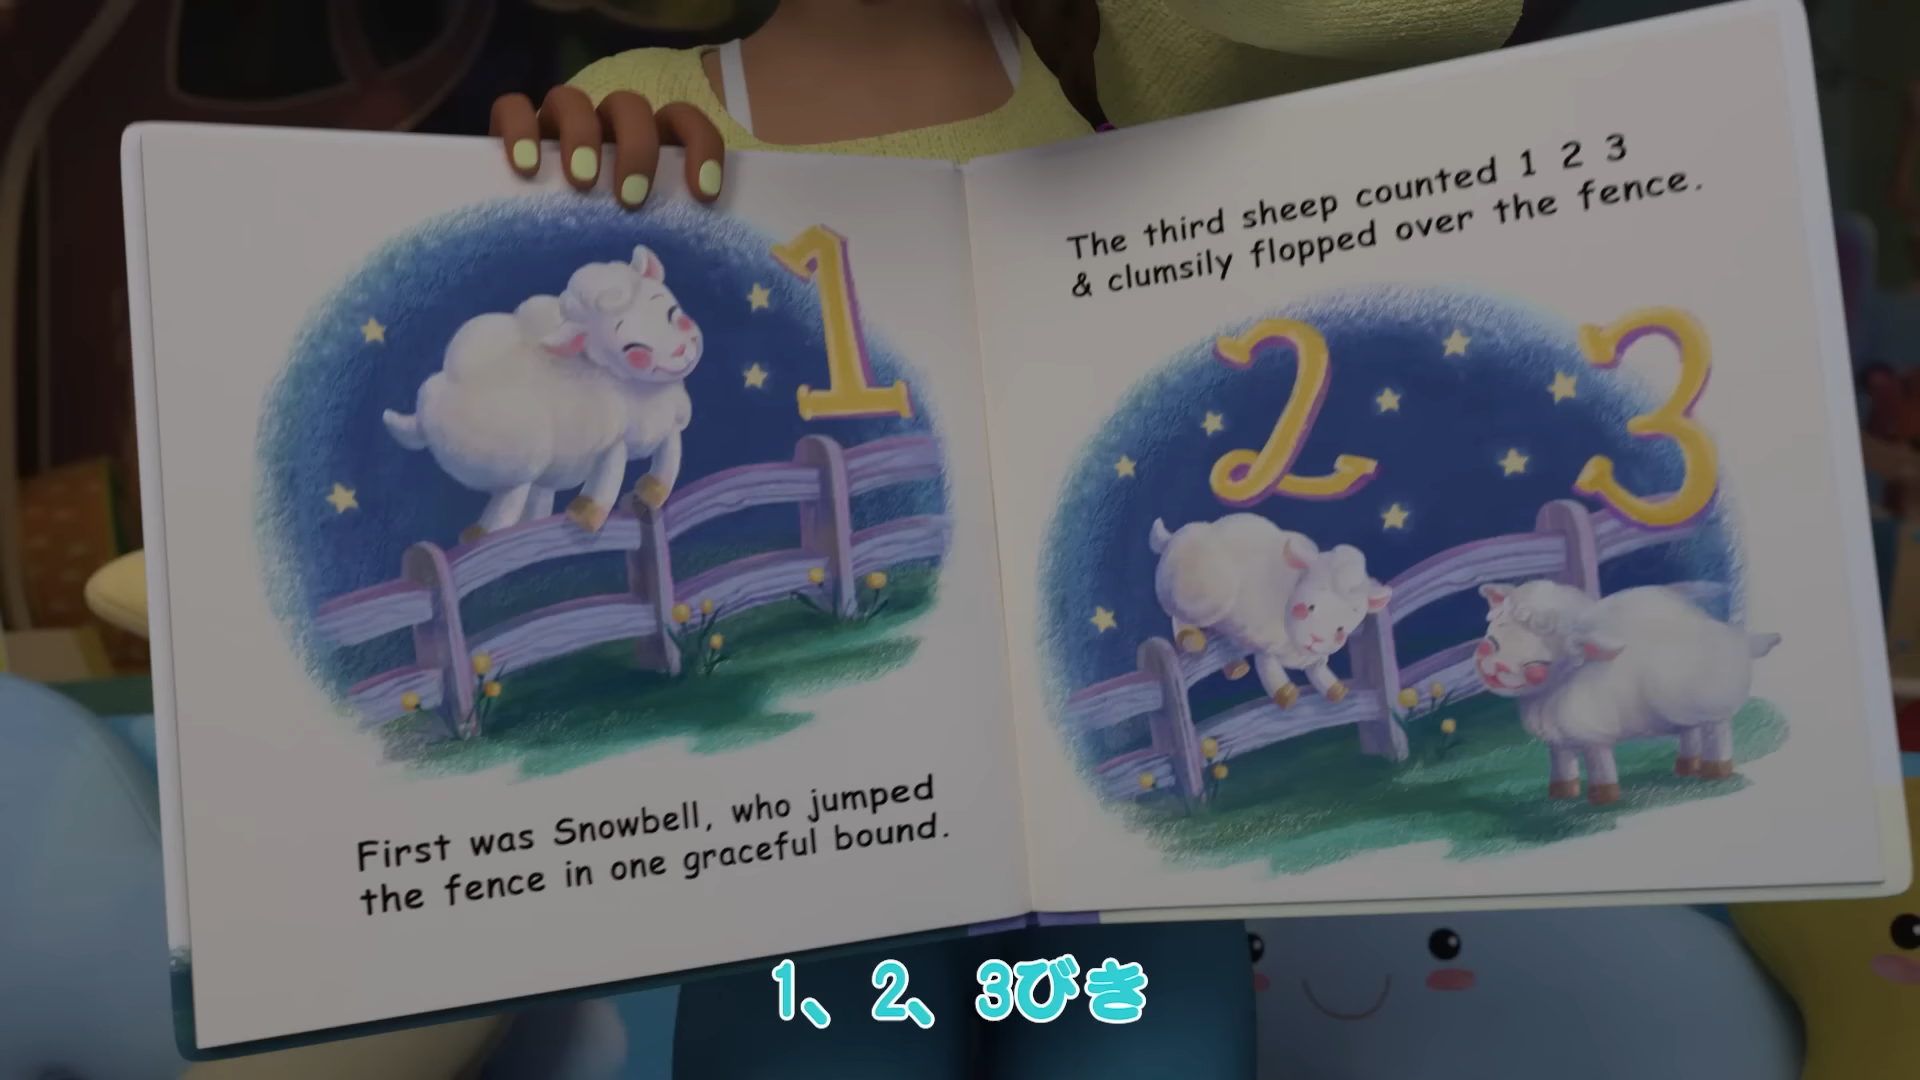 1
First was Snowbell, who jumped
the fence in one graceful bound.
The third sheep counted 1 2 3
& clumsily flopped over the fence.
2 3
1、2、3びき